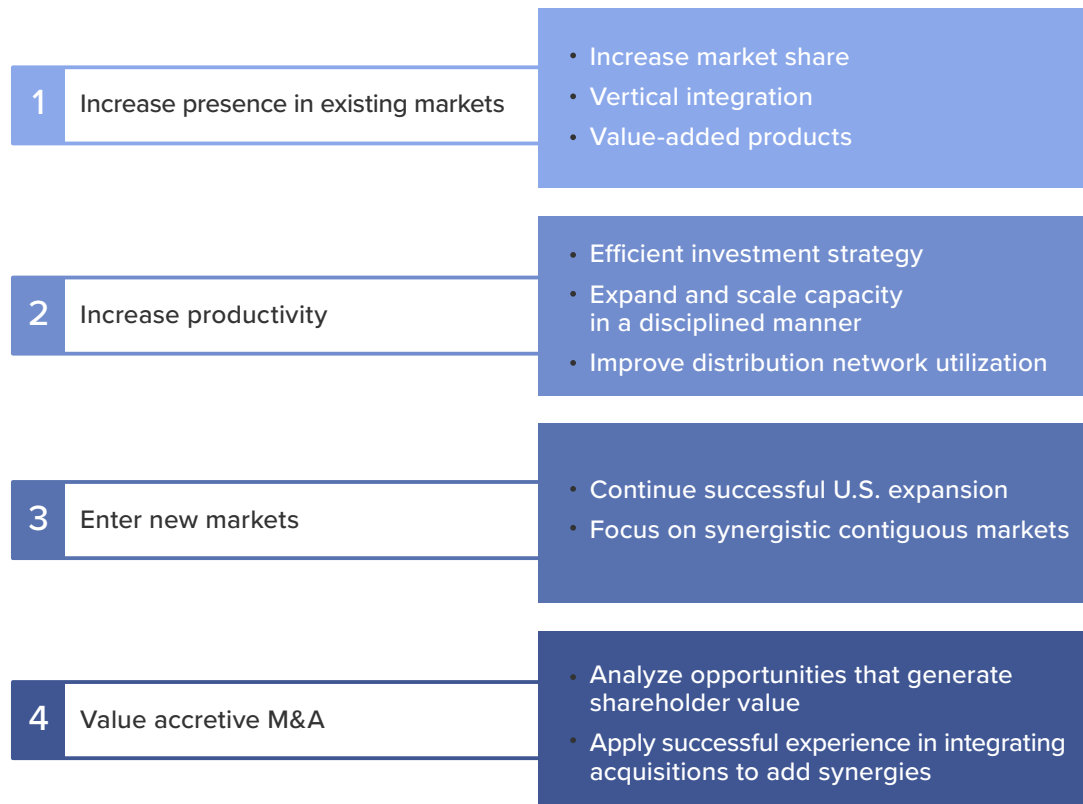 1
Increase presence in existing markets
• Increase market share
• Vertical integration
• Value-added products
2
Increase productivity
• Efficient investment strategy
• Expand and scale capacity
in a disciplined manner
• Improve distribution network utilization
3
Enter new markets
• Continue successful U.S. expansion
• Focus on synergistic contiguous markets
4
Value accretive M&A
• Analyze opportunities that generate
shareholder value
• Apply successful experience in integrating
acquisitions to add synergies